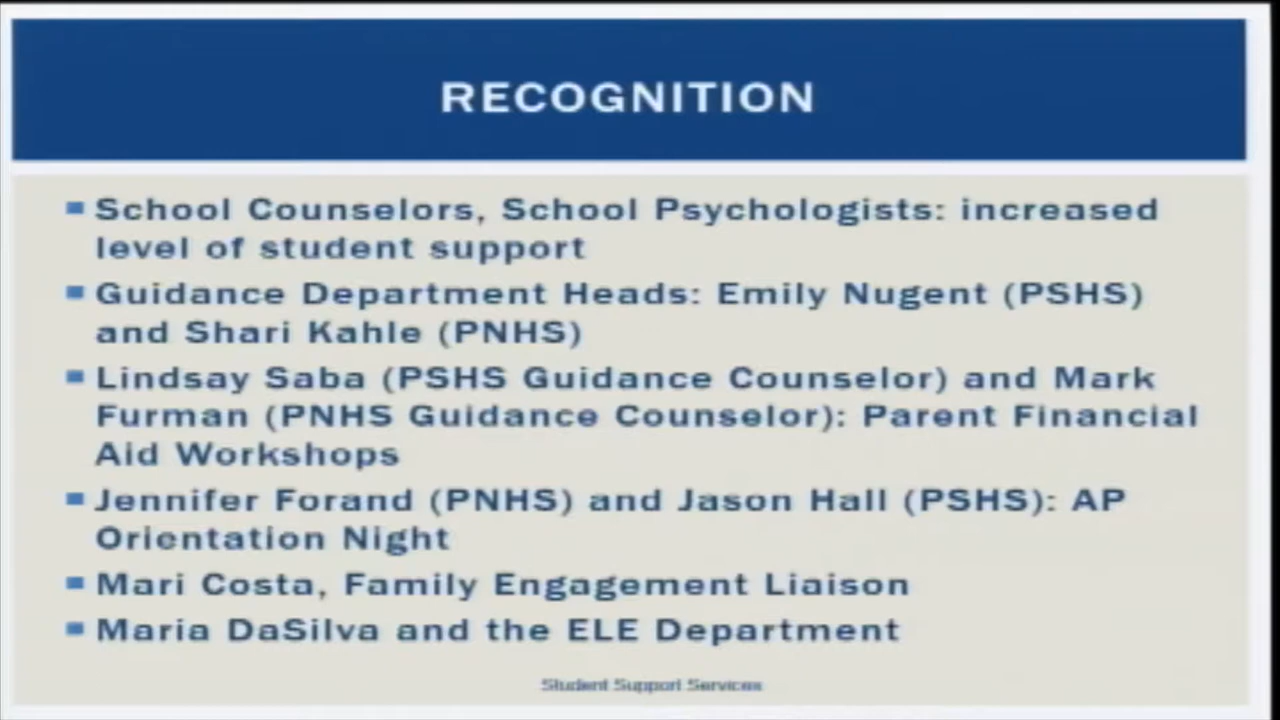 RECOGNITION
School Counselors, School Psychologists: increased
level of student support
Guidance Department Heads: Emily Nugent (PSHS)
and Shari Kahle (PNHS)
Lindsay Saba (PSHS Guidance Counselor) and Mark
Furman (PNHS Guidance Counselor): Parent Financial
Aid Workshops
Jennifer Forand (PNHS) and Jason Hall (PSHS): AP
Orientation Night
Mari Costa, Family Engagement Liaison
Maria DaSilva and the ELE Department
Student Support Services